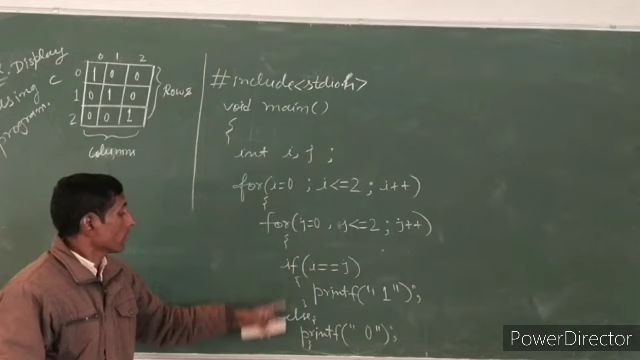 Q. Display
using C
program.
0 1 2
0 1 0 0
1 0 1 0
2 0 0 1
Rows
columns
#include<stdio.h>
void main()
{
int i, j ;
for(i=0 ; i<=2 ; i++)
{
for(j=0 , j<=2 ; j++)
{
if(i==j)
{
printf(" 1");
}
else
{
printf(" 0");
}
PowerDirector